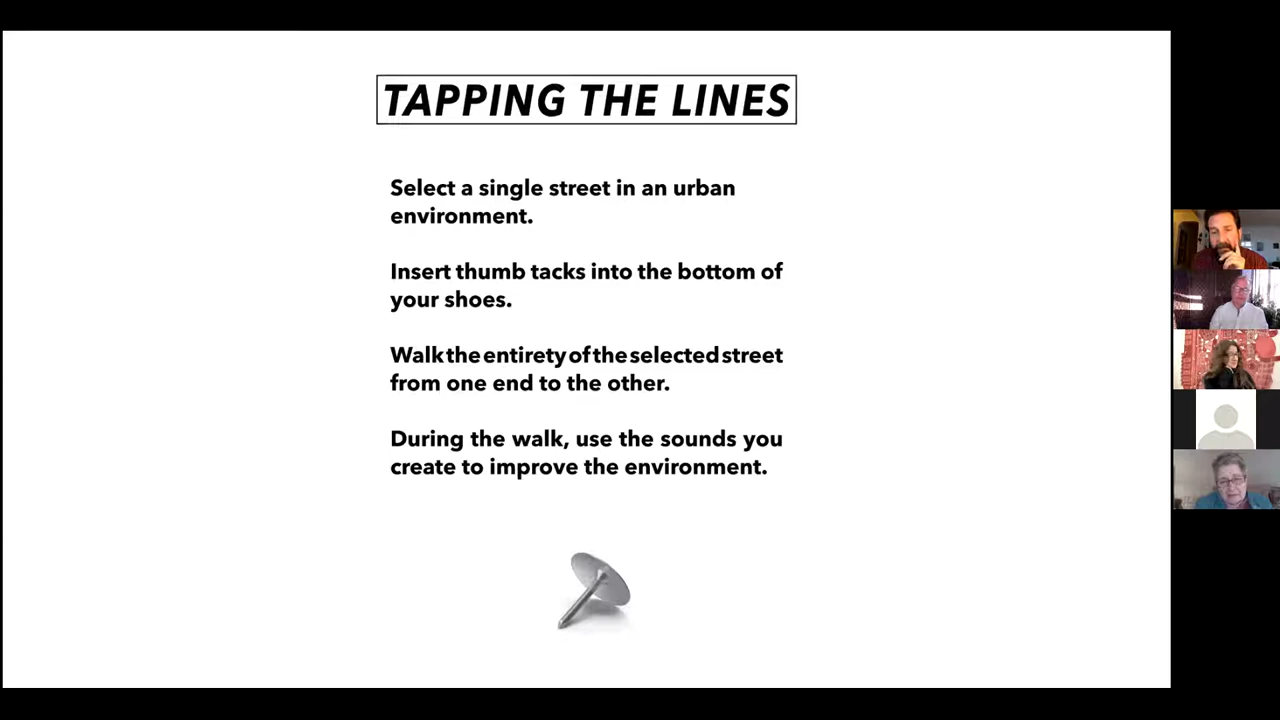 TAPPING THE LINES
Select a single street in an urban
environment.
Insert thumb tacks into the bottom of
your shoes.
Walk the entirety of the selected street
from one end to the other.
During the walk, use the sounds you
create to improve the environment.